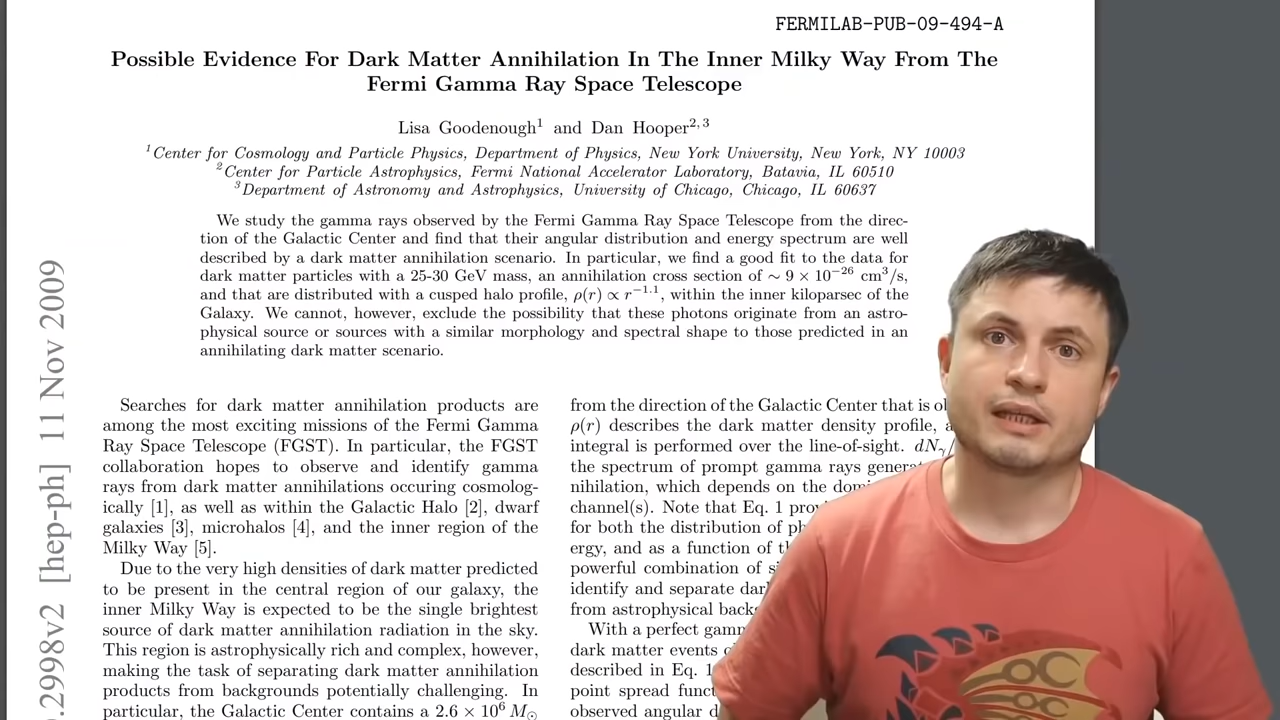 FERMILAB-PUB-09-494-A
Possible Evidence For Dark Matter Annihilation In The Inner Milky Way From The
Fermi Gamma Ray Space Telescope
Lisa Goodenough¹ and Dan Hooper²,³
¹Center for Cosmology and Particle Physics, Department of Physics, New York University, New York, NY 10003
²Center for Particle Astrophysics, Fermi National Accelerator Laboratory, Batavia, IL 60510
³Department of Astronomy and Astrophysics, University of Chicago, Chicago, IL 60637
We study the gamma rays observed by the Fermi Gamma Ray Space Telescope from the direc-
tion of the Galactic Center and find that their angular distribution and energy spectrum are well
described by a dark matter annihilation scenario. In particular, we find a good fit to the data for
dark matter particles with a 25-30 GeV mass, an annihilation cross section of ∼ 9 × 10⁻²⁶ cm³/s,
and that are distributed with a cusped halo profile, ρ(r) ∝ r⁻¹·¹, within the inner kiloparsec of the
Galaxy. We cannot, however, exclude the possibility that these photons originate from an astro-
physical source or sources with a similar morphology and spectral shape to those predicted in an
annihilating dark matter scenario.
.2998v2 [hep-ph] 11 Nov 2009
Searches for dark matter annihilation products are
among the most exciting missions of the Fermi Gamma
Ray Space Telescope (FGST). In particular, the FGST
collaboration hopes to observe and identify gamma
rays from dark matter annihilations occuring cosmolog-
ically [1], as well as within the Galactic Halo [2], dwarf
galaxies [3], microhalos [4], and the inner region of the
Milky Way [5].
Due to the very high densities of dark matter predicted
to be present in the central region of our galaxy, the
inner Milky Way is expected to be the single brightest
source of dark matter annihilation radiation in the sky.
This region is astrophysically rich and complex, however,
making the task of separating dark matter annihilation
products from backgrounds potentially challenging. In
particular, the Galactic Center contains a 2.6 × 10⁶ M⊙
from the direction of the Galactic Center that is
ρ(r) describes the dark matter density profile,
integral is performed over the line-of-sight. dNγ/
the spectrum of prompt gamma rays
nihilation, which depends on the
channel(s). Note that Eq. 1
for both the distribution of
ergy, and as a function of
powerful combination of
identify and separate
from astrophysical
With a perfect
dark matter events
described in Eq. 1
point spread
observed angular
OC
OC